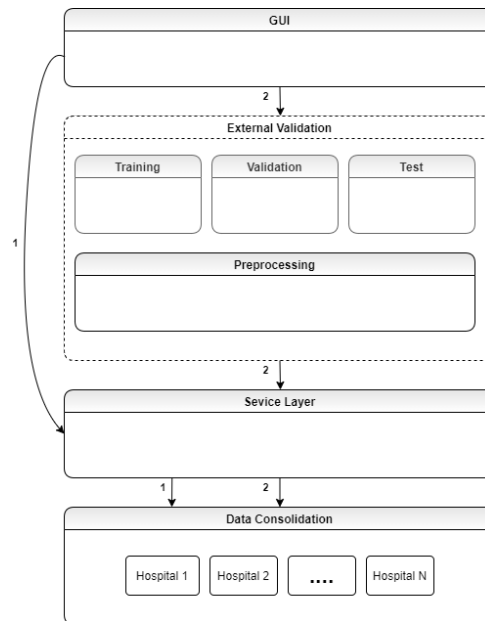 GUI
2
External Validation
Training
Validation
Test
1
Preprocessing
2
Sevice Layer
1
2
Data Consolidation
Hospital 1
Hospital 2
....
Hospital N